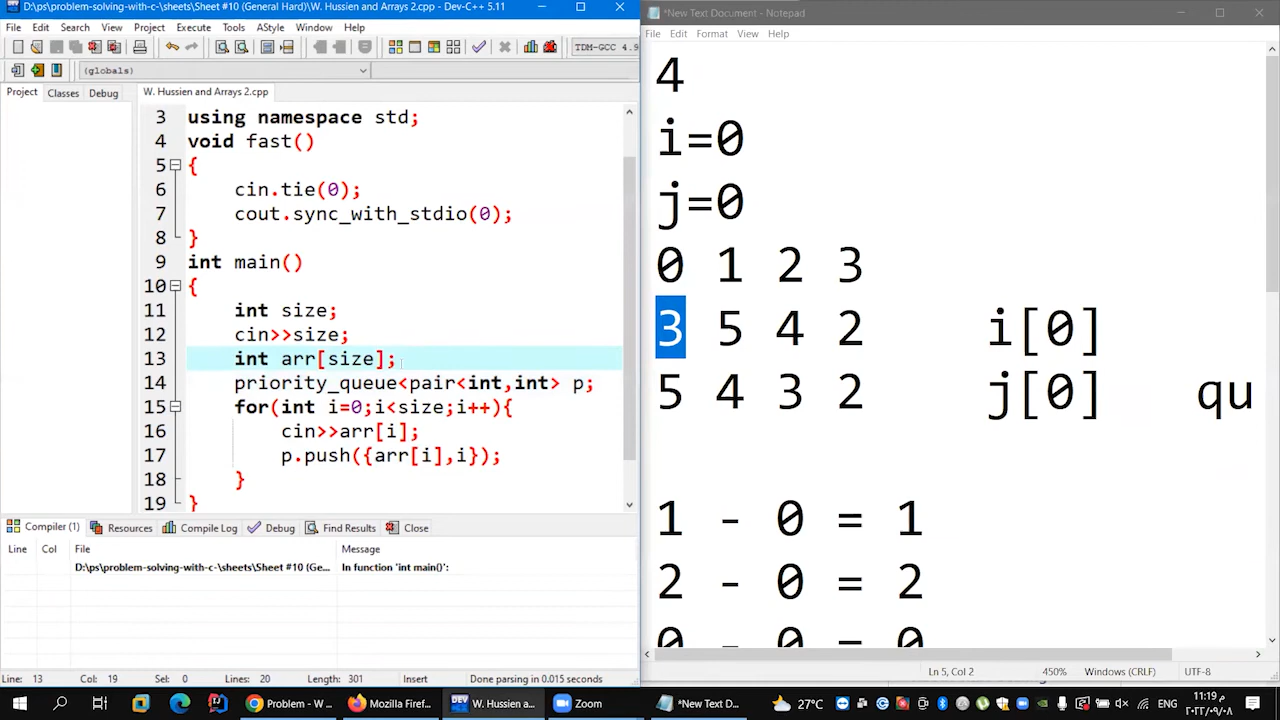 D:\ps\problem-solving-with-c-\sheets\Sheet #10 (General Hard)\W. Hussien and Arrays 2.cpp - Dev-C++ 5.11
File Edit Search View Project Execute Tools AStyle Window Help
TDM-GCC 4.9
(globals)
Project Classes Debug
W. Hussien and Arrays 2.cpp
3 using namespace std;
4 void fast()
5 {
6 cin.tie(0);
7 cout.sync_with_stdio(0);
8 }
9 int main()
10 {
11 int size;
12 cin>>size;
13 int arr[size];
14 priority_queue<pair<int,int> p;
15 for(int i=0;i<size;i++){
16 cin>>arr[i];
17 p.push({arr[i],i});
18 }
19 }
Compiler (1) Resources Compile Log Debug Find Results Close
Line Col File Message
D:\ps\problem-solving-with-c-\sheets\Sheet #10 (Ge... In function 'int main()':
Line: 13 Col: 19 Sel: 0 Lines: 20 Length: 301 Insert Done parsing in 0.015 seconds
*New Text Document - Notepad
File Edit Format View Help
4
i=0
j=0
0 1 2 3
3 5 4 2 i[0]
5 4 3 2 j[0] qu
1 - 0 = 1
2 - 0 = 2
0 - 0 = 0
Ln 5, Col 2 450% Windows (CRLF) UTF-8
Problem - W ... Mozilla Firef... W. Hussien a... Zoom *New Text D... 27°C ENG م 11:19
٢٠٢٢/٠٩/٠٨